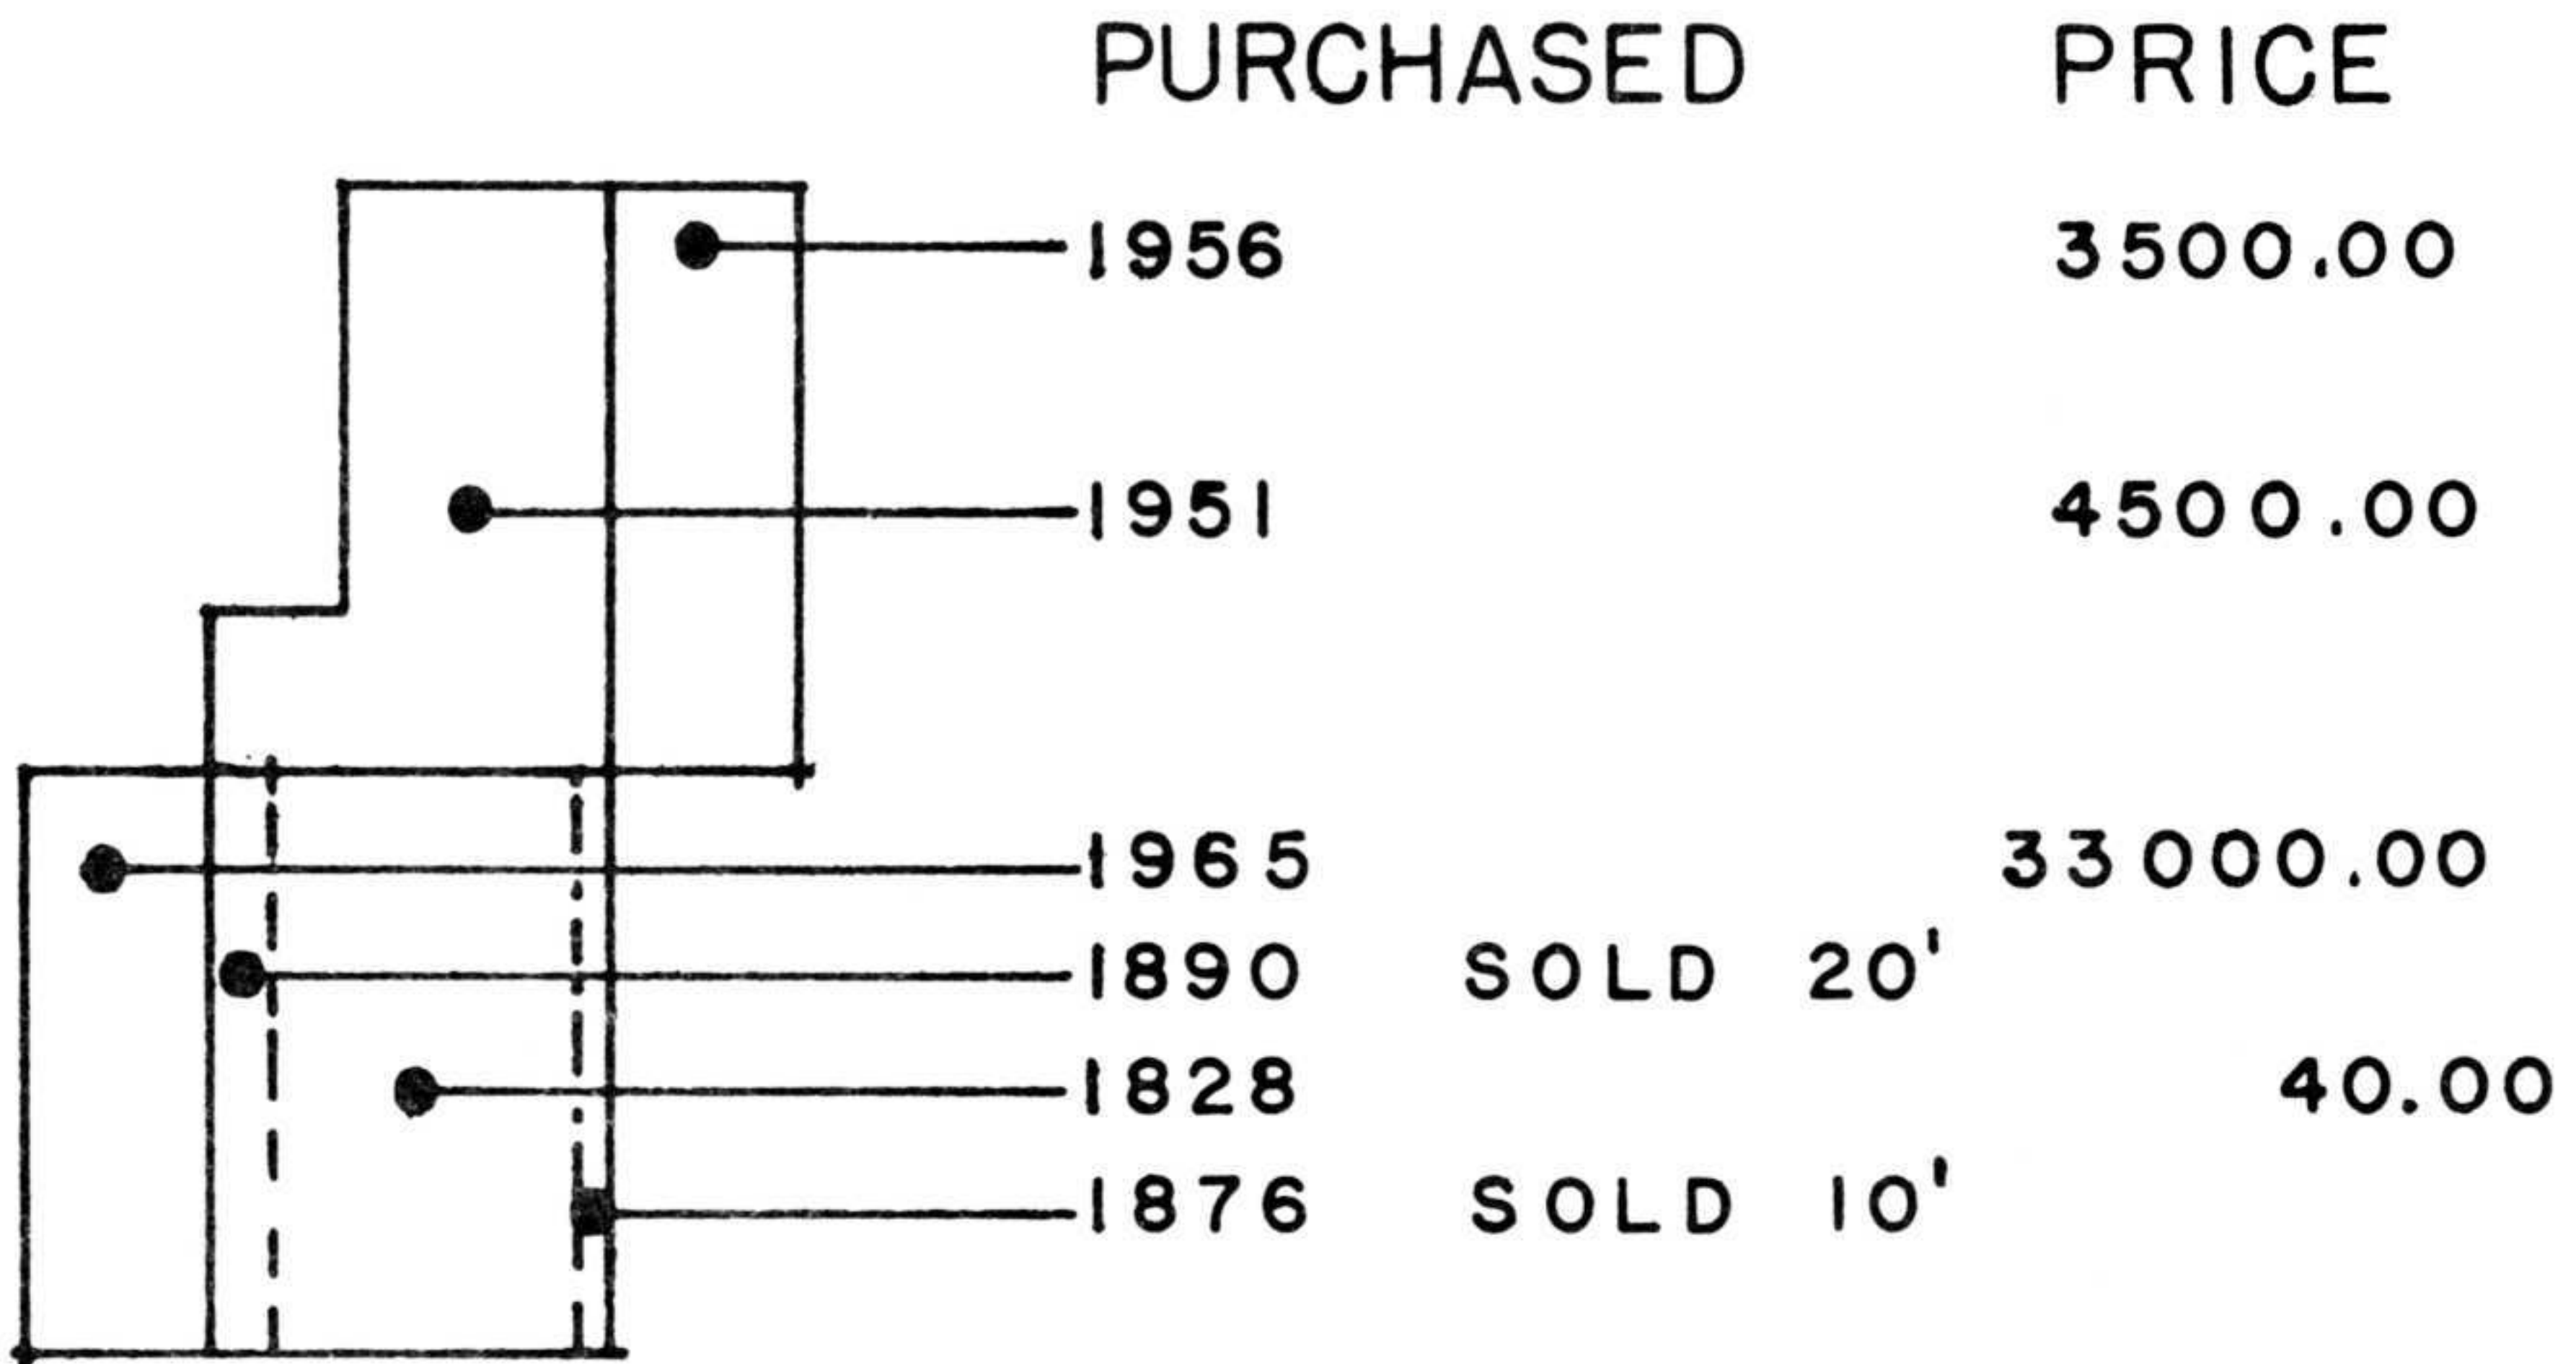 PURCHASED PRICE
1956 3500.00
1951 4500.00
1965 33000.00
1890 SOLD 20'
1828 40.00
1876 SOLD 10'